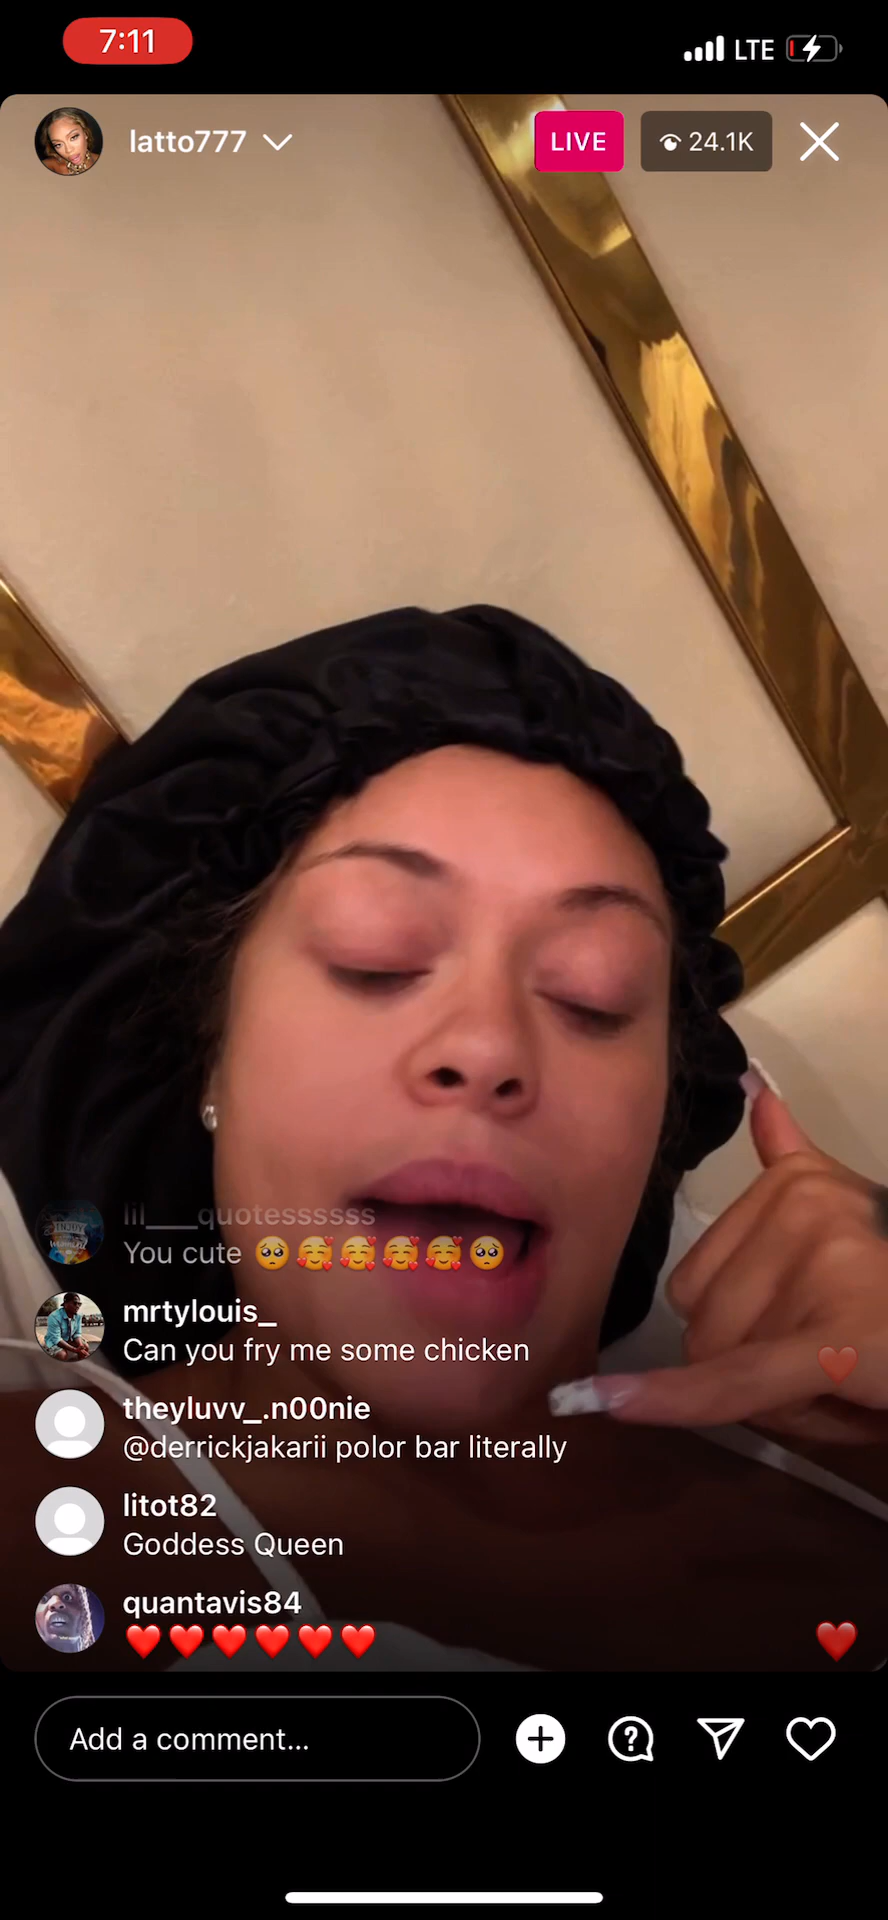 7:11
LTE
latto777
LIVE
24.1K
lil____quotessssss
You cute 🥺🥰🥰🥰🥰🥺
mrtylouis_
Can you fry me some chicken
theyluvv_.n00nie
@derrickjakarii polor bar literally
litot82
Goddess Queen
quantavis84
❤️❤️❤️❤️❤️❤️
Add a comment...